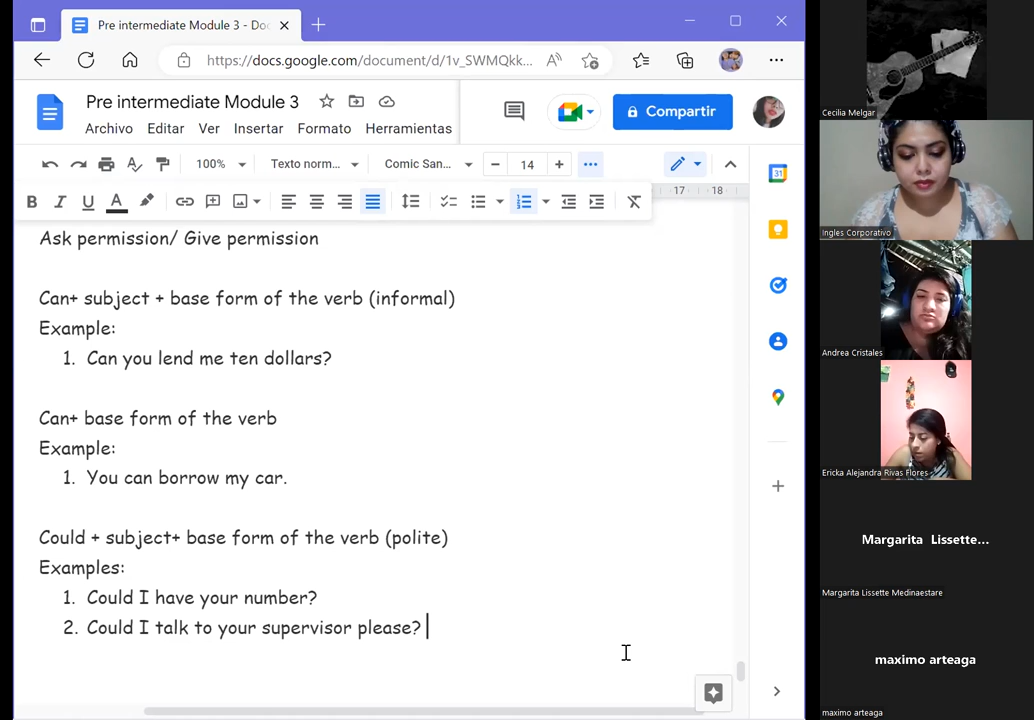 Pre intermediate Module 3 - Doc
https://docs.google.com/document/d/1v_SWMQkk...
Pre intermediate Module 3
Archivo Editar Ver Insertar Formato Herramientas
Compartir
100% Texto norm... Comic San... 14
17 18
B I U A
31
Ask permission/ Give permission
Can+ subject + base form of the verb (informal)
Example:
1. Can you lend me ten dollars?
Can+ base form of the verb
Example:
1. You can borrow my car.
Could + subject+ base form of the verb (polite)
Examples:
1. Could I have your number?
2. Could I talk to your supervisor please?
Cecilia Melgar
Ingles Corporativo
Andrea Cristales
Ericka Alejandra Rivas Flores
Margarita Lissette...
Margarita Lissette Medinaestare
maximo arteaga
maximo arteaga